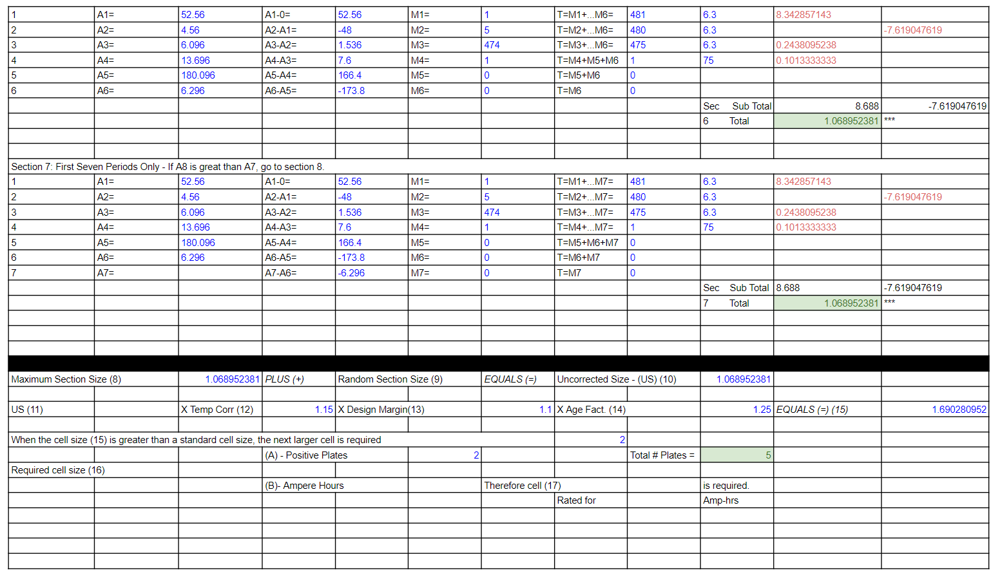 1 A1= 52.56 A1-0= 52.56 M1= 1 T=M1+...M6= 481 6.3 8.342857143
2 A2= 4.56 A2-A1= -48 M2= 5 T=M2+...M6= 480 6.3 -7.619047619
3 A3= 6.096 A3-A2= 1.536 M3= 474 T=M3+...M6= 475 6.3 0.2438095238
4 A4= 13.696 A4-A3= 7.6 M4= 1 T=M4+M5+M6 1 75 0.1013333333
5 A5= 180.096 A5-A4= 166.4 M5= 0 T=M5+M6 0
6 A6= 6.296 A6-A5= -173.8 M6= 0 T=M6 0
Sec Sub Total 8.688 -7.619047619
6 Total 1.068952381 ***
Section 7: First Seven Periods Only - If A8 is great than A7, go to section 8.
1 A1= 52.56 A1-0= 52.56 M1= 1 T=M1+...M7= 481 6.3 8.342857143
2 A2= 4.56 A2-A1= -48 M2= 5 T=M2+...M7= 480 6.3 -7.619047619
3 A3= 6.096 A3-A2= 1.536 M3= 474 T=M3+...M7= 475 6.3 0.2438095238
4 A4= 13.696 A4-A3= 7.6 M4= 1 T=M4+...M7= 1 75 0.1013333333
5 A5= 180.096 A5-A4= 166.4 M5= 0 T=M5+M6+M7 0
6 A6= 6.296 A6-A5= -173.8 M6= 0 T=M6+M7 0
7 A7= A7-A6= -6.296 M7= 0 T=M7 0
Sec Sub Total 8.688 -7.619047619
7 Total 1.068952381 ***
Maximum Section Size (8) 1.068952381 PLUS (+) Random Section Size (9) EQUALS (=) Uncorrected Size - (US) (10) 1.068952381
US (11) X Temp Corr (12) 1.15 X Design Margin(13) 1.1 X Age Fact. (14) 1.25 EQUALS (=) (15) 1.690280952
When the cell size (15) is greater than a standard cell size, the next larger cell is required 2
(A) - Positive Plates 2 Total # Plates = 5
Required cell size (16)
(B)- Ampere Hours Therefore cell (17) is required.
Rated for Amp-hrs